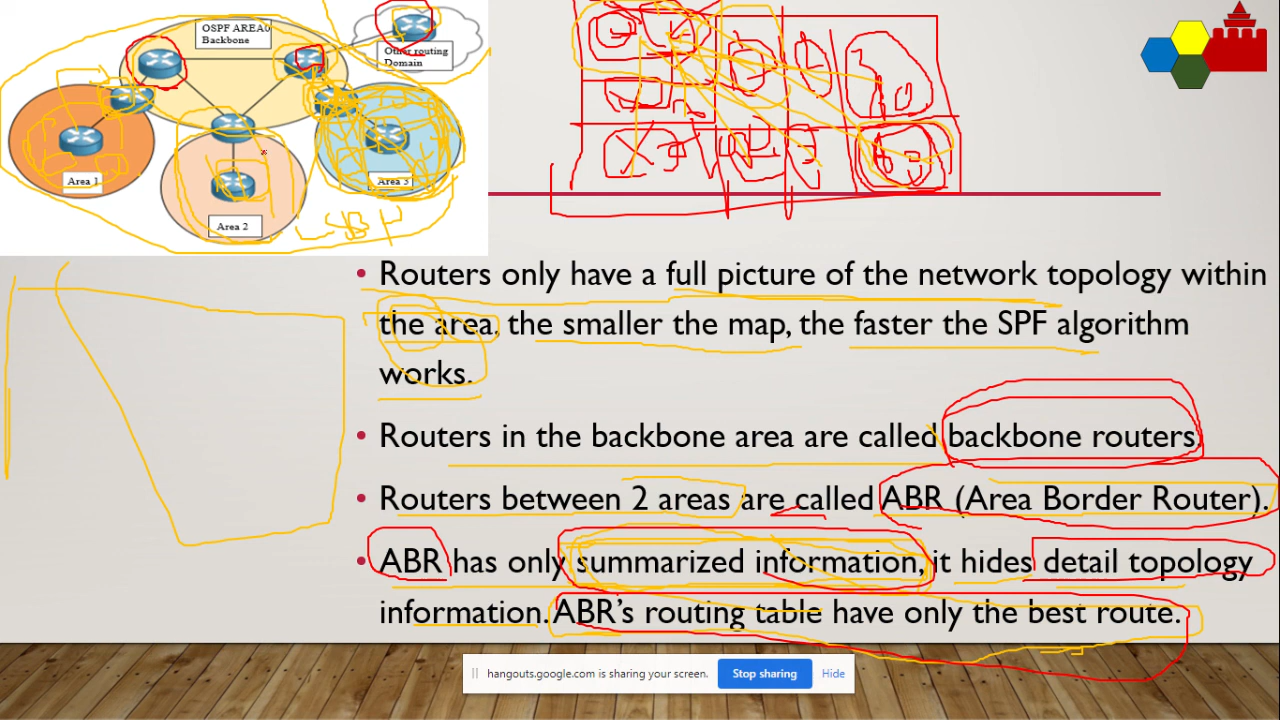 OSPF AREA0
Backbone
Other routing
Domain
Area 1
Area 3
Area 2
• Routers only have a full picture of the network topology within
the area, the smaller the map, the faster the SPF algorithm
works.
• Routers in the backbone area are called backbone routers.
• Routers between 2 areas are called ABR (Area Border Router).
• ABR has only summarized information, it hides detail topology
information. ABR's routing table have only the best route.
hangouts.google.com is sharing your screen.
Stop sharing
Hide